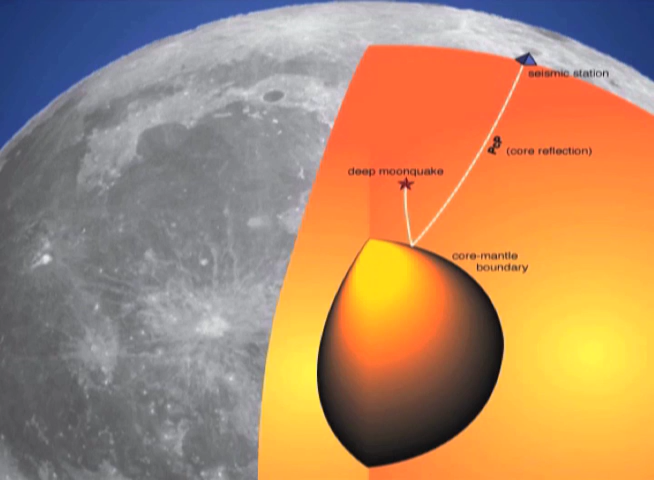 seismic station
(core reflection)
deep moonquake
core-mantle
boundary